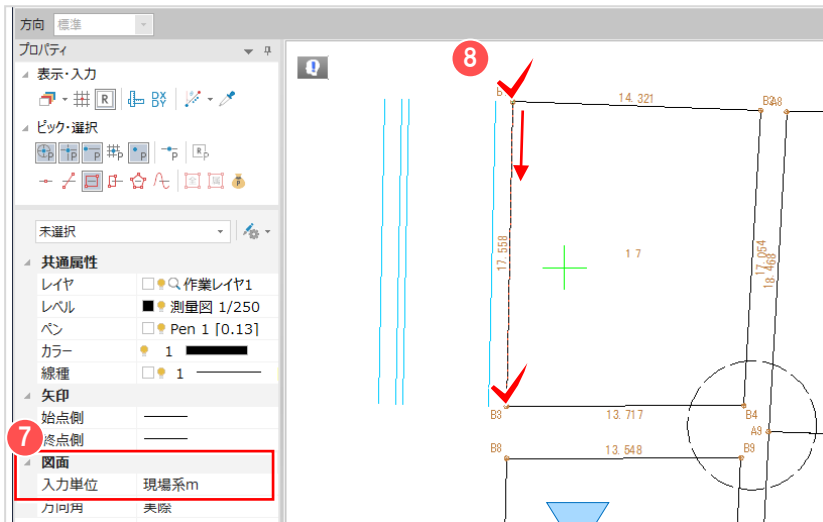 方向 標準
プロパティ
表示・入力
R DX DY
ピック・選択
P P P P P P R P
未選択
共通属性
レイヤ 作業レイヤ1
レベル 測量図 1/250
ペン Pen 1 [0.13]
カラー 1
線種 1
矢印
始点側
7 終点側
図面
入力単位 現場系m
方向角 実際
8
14.321
A8
17.558
17
17.054
18.468
B3
13.717
B4
A9
B8
13.548
B9